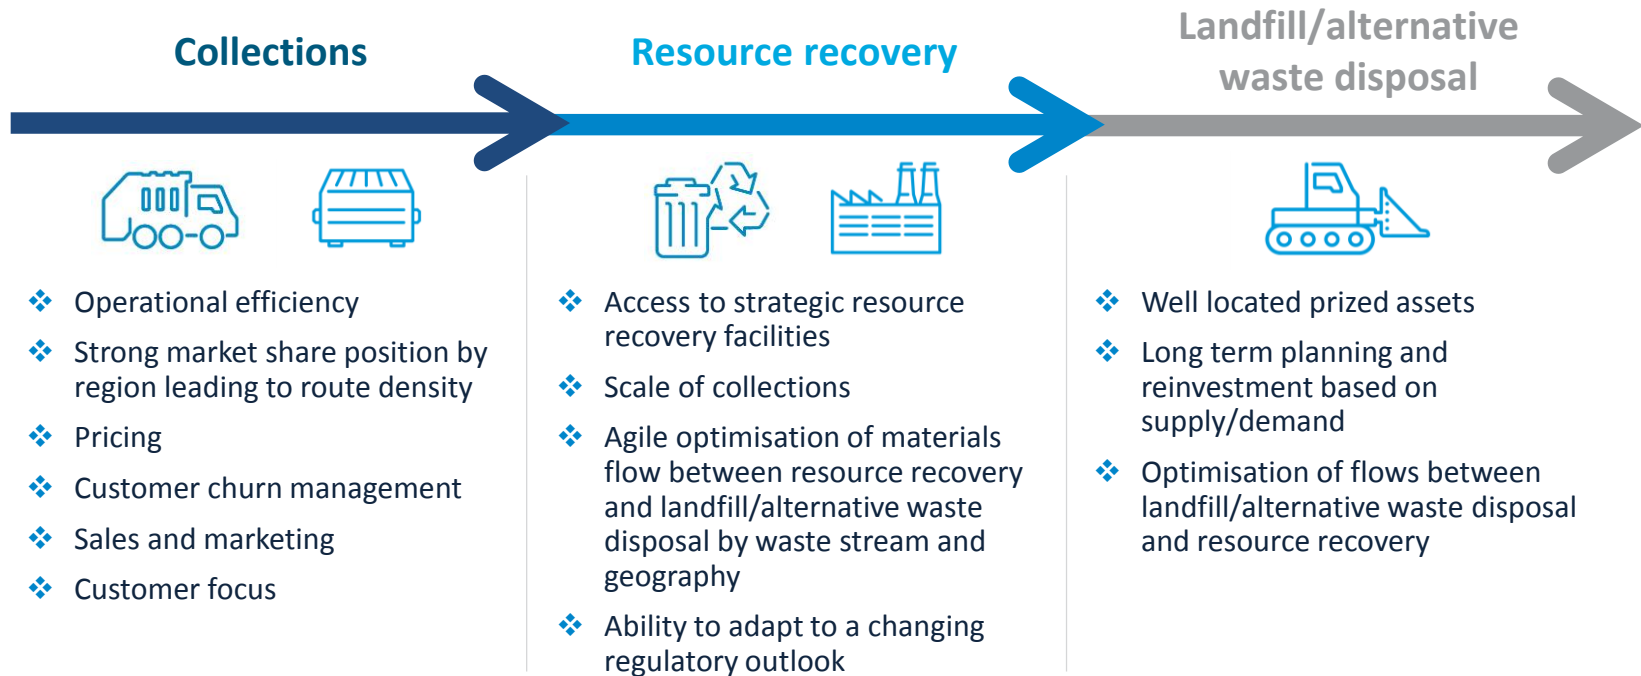 Collections
Operational efficiency
Strong market share position by
region leading to route density
Pricing
Customer churn management
Sales and marketing
Customer focus
Resource recovery
Access to strategic resource
recovery facilities
Scale of collections
Agile optimisation of materials
flow between resource recovery
and landfill/alternative waste
disposal by waste stream and
geography
Ability to adapt to a changing
regulatory outlook
Landfill/alternative
waste disposal
Well located prized assets
Long term planning and
reinvestment based on
supply/demand
Optimisation of flows between
landfill/alternative waste disposal
and resource recovery